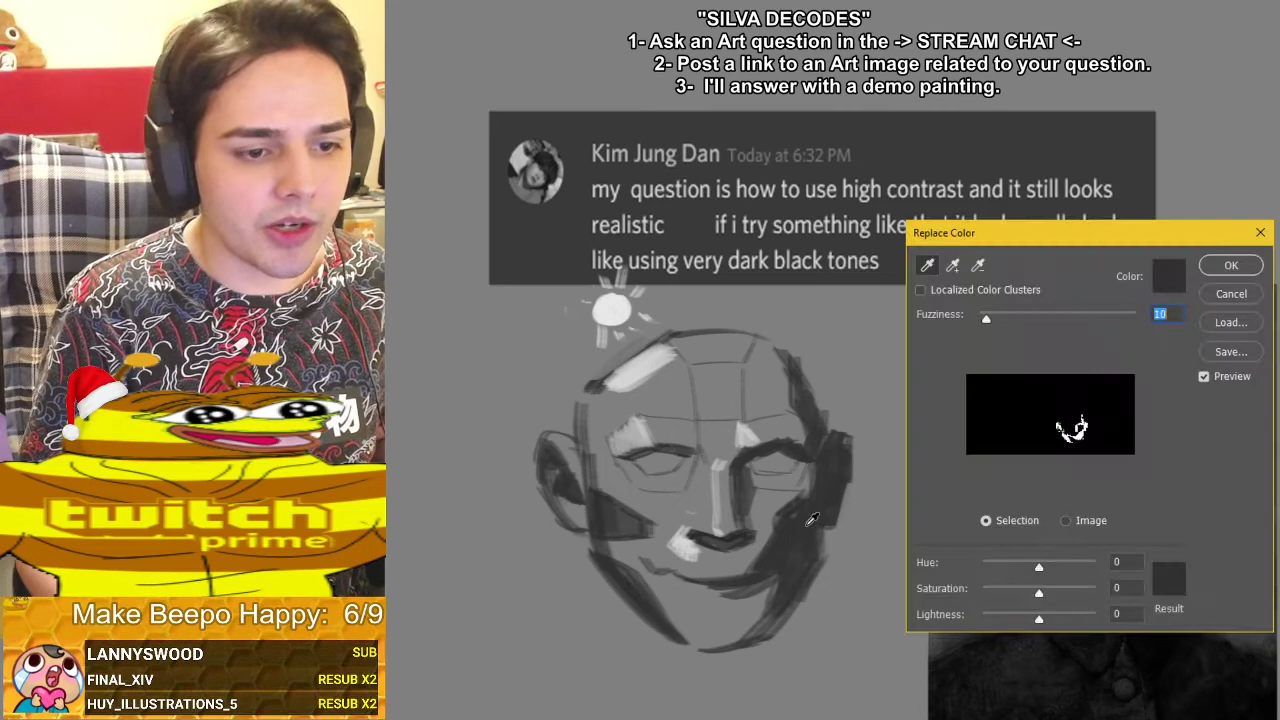 "SILVA DECODES"
1- Ask an Art question in the -> STREAM CHAT <-
2- Post a link to an Art image related to your question.
3- I'll answer with a demo painting.
Kim Jung Dan Today at 6:32 PM
my question is how to use high contrast and it still looks
realistic if i try something like
like using very dark black tones
Replace Color
Color:
Localized Color Clusters
Fuzziness: 10
OK
Cancel
Load...
Save...
Preview
Selection Image
Hue: 0
Saturation: 0
Lightness: 0
Result
物
twitch
prime
Make Beepo Happy: 6/9
LANNYSWOOD SUB
FINAL_XIV RESUB X2
HUY_ILLUSTRATIONS_5 RESUB X2